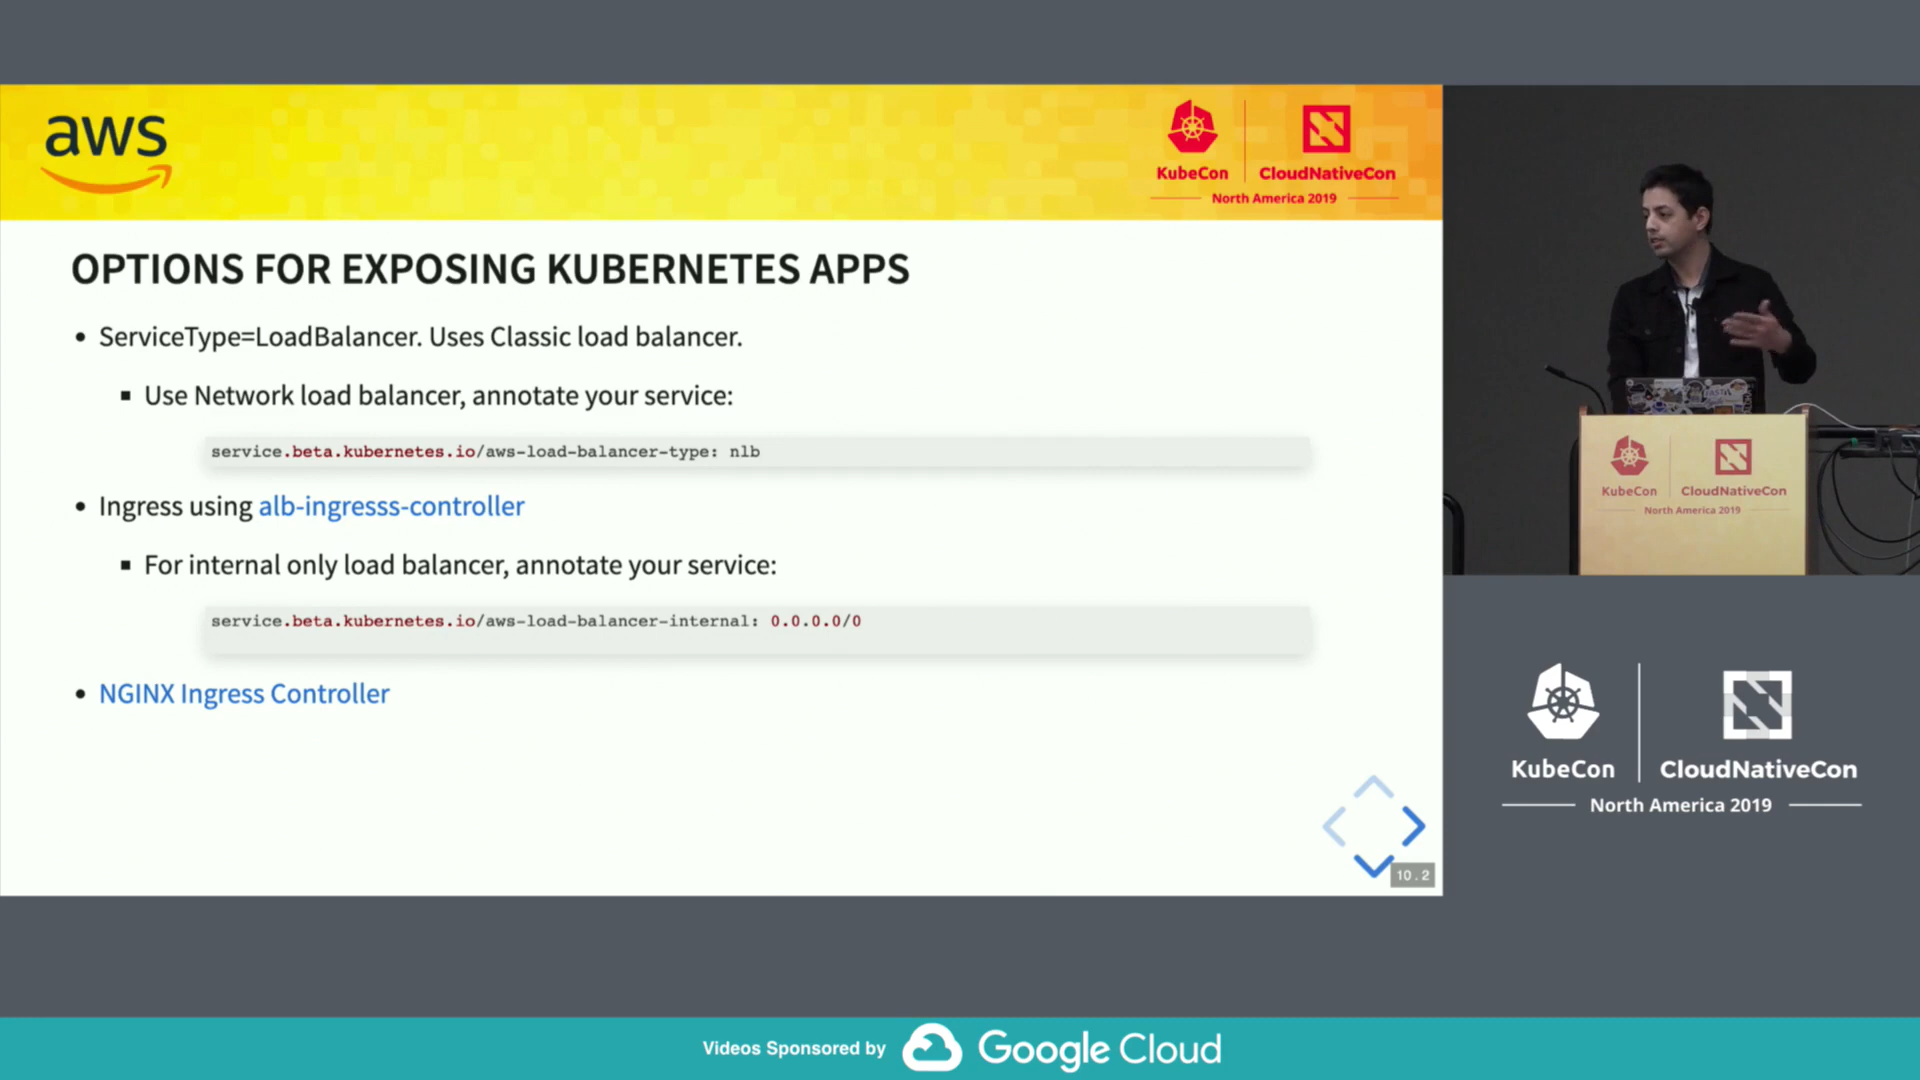 aws
KubeCon
CloudNativeCon
North America 2019
OPTIONS FOR EXPOSING KUBERNETES APPS
• ServiceType=LoadBalancer. Uses Classic load balancer.
▪ Use Network load balancer, annotate your service:
service.beta.kubernetes.io/aws-load-balancer-type: nlb
• Ingress using alb-ingresss-controller
▪ For internal only load balancer, annotate your service:
service.beta.kubernetes.io/aws-load-balancer-internal: 0.0.0.0/0
• NGINX Ingress Controller
10.2
KubeCon
CloudNativeCon
North America 2019
KubeCon
CloudNativeCon
North America 2019
Videos Sponsored by
Google Cloud